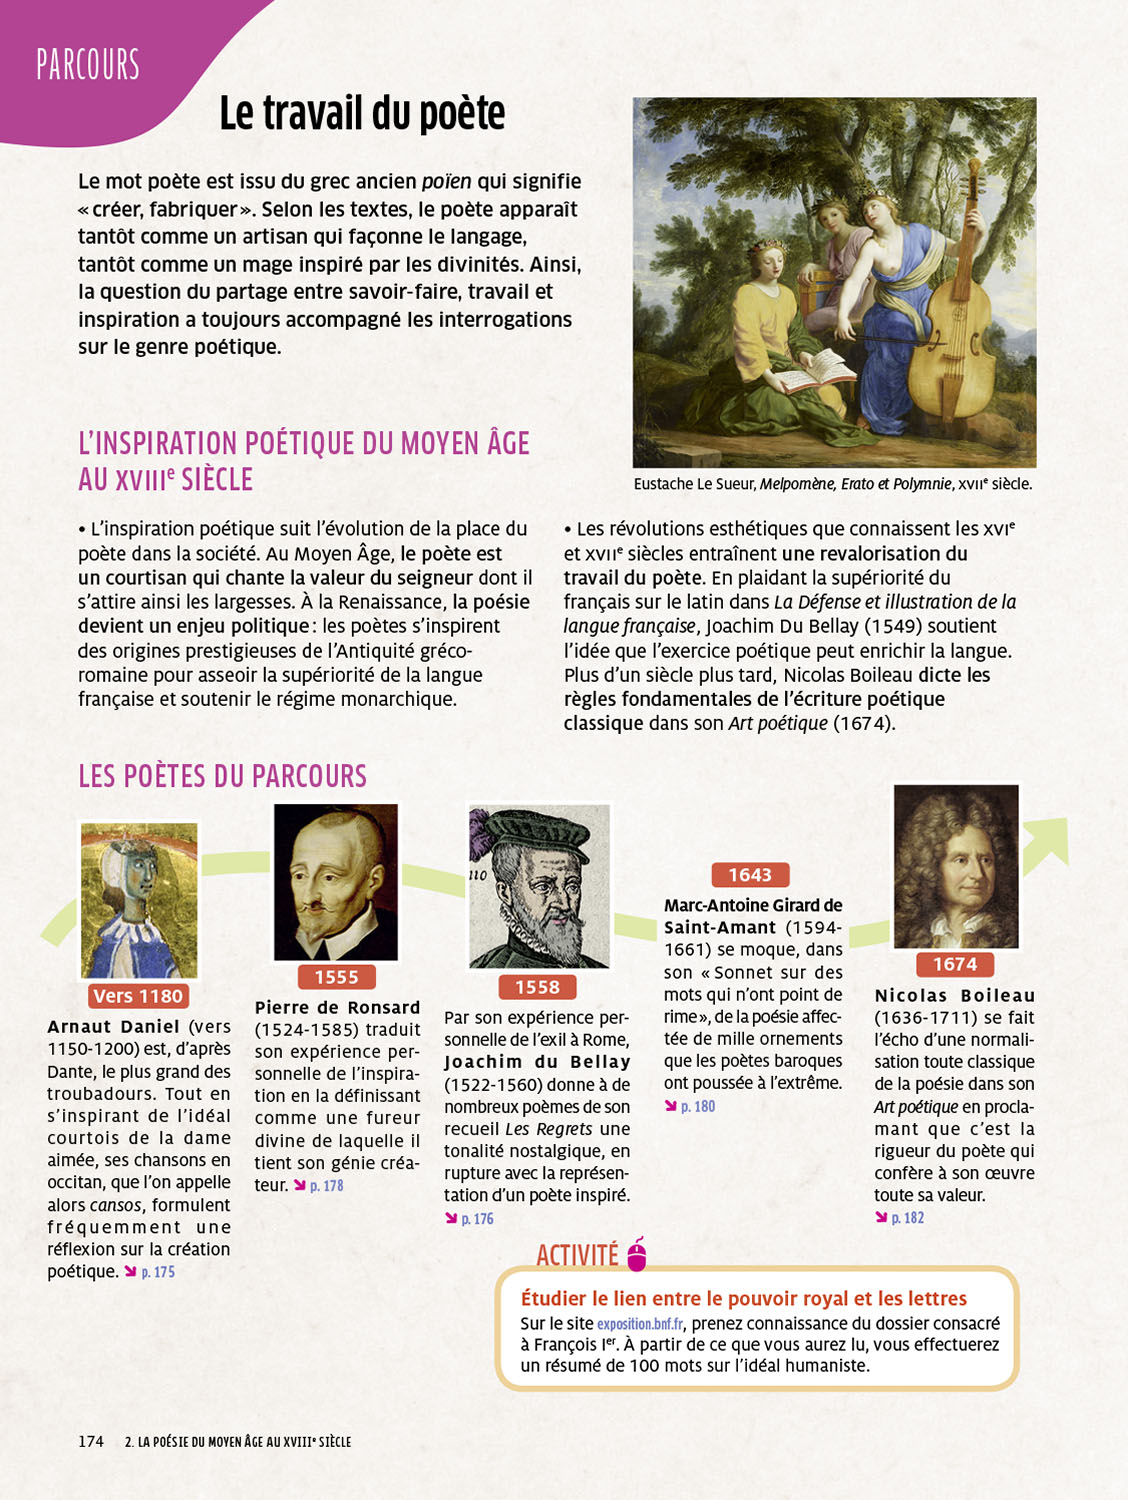 PARCOURS
Le travail du poète
Le mot poète est issu du grec ancien poïen qui signifie
« créer, fabriquer ». Selon les textes, le poète apparaît
tantôt comme un artisan qui façonne le langage,
tantôt comme un mage inspiré par les divinités. Ainsi,
la question du partage entre savoir-faire, travail et
inspiration a toujours accompagné les interrogations
sur le genre poétique.
Eustache Le Sueur, Melpomène, Erato et Polymnie, XVIIe siècle.
L’INSPIRATION POÉTIQUE DU MOYEN ÂGE
AU XVIIIe SIÈCLE
• L’inspiration poétique suit l’évolution de la place du
poète dans la société. Au Moyen Âge, le poète est
un courtisan qui chante la valeur du seigneur dont il
s’attire ainsi les largesses. À la Renaissance, la poésie
devient un enjeu politique : les poètes s’inspirent
des origines prestigieuses de l’Antiquité gréco-
romaine pour asseoir la supériorité de la langue
française et soutenir le régime monarchique.
• Les révolutions esthétiques que connaissent les XVIe
et XVIIe siècles entraînent une revalorisation du
travail du poète. En plaidant la supériorité du
français sur le latin dans La Défense et illustration de la
langue française, Joachim Du Bellay (1549) soutient
l’idée que l’exercice poétique peut enrichir la langue.
Plus d’un siècle plus tard, Nicolas Boileau dicte les
règles fondamentales de l’écriture poétique
classique dans son Art poétique (1674).
LES POÈTES DU PARCOURS
Vers 1180
Arnaut Daniel (vers
1150-1200) est, d’après
Dante, le plus grand des
troubadours. Tout en
s’inspirant de l’idéal
courtois de la dame
aimée, ses chansons en
occitan, que l’on appelle
alors cansos, formulent
fréquemment une
réflexion sur la création
poétique. p. 175
1555
Pierre de Ronsard
(1524-1585) traduit
son expérience per-
sonnelle de l’inspira-
tion en la définissant
comme une fureur
divine de laquelle il
tient son génie créa-
teur. p. 178
110
1558
Par son expérience per-
sonnelle de l’exil à Rome,
Joachim du Bellay
(1522-1560) donne à de
nombreux poèmes de son
recueil Les Regrets une
tonalité nostalgique, en
rupture avec la représen-
tation d’un poète inspiré.
p. 176
1643
Marc-Antoine Girard de
Saint-Amant (1594-
1661) se moque, dans
son « Sonnet sur des
mots qui n’ont point de
rime », de la poésie affec-
tée de mille ornements
que les poètes baroques
ont poussée à l’extrême.
p. 180
1674
Nicolas Boileau
(1636-1711) se fait
l’écho d’une normali-
sation toute classique
de la poésie dans son
Art poétique en procla-
mant que c’est la
rigueur du poète qui
confère à son œuvre
toute sa valeur.
p. 182
ACTIVITÉ
Étudier le lien entre le pouvoir royal et les lettres
Sur le site exposition.bnf.fr, prenez connaissance du dossier consacré
à François Ier. À partir de ce que vous aurez lu, vous effectuerez
un résumé de 100 mots sur l’idéal humaniste.
174 2. LA POÉSIE DU MOYEN ÂGE AU XVIIIe SIÈCLE